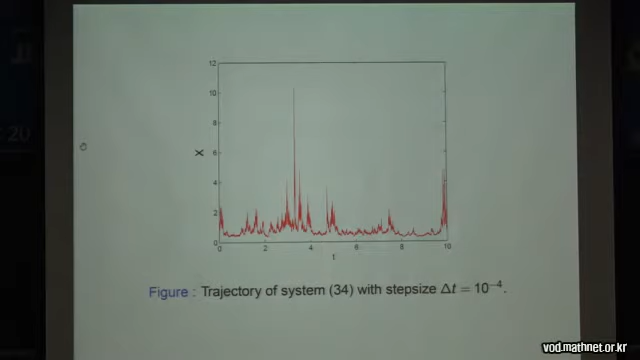 12
10
8
6
4
2
0
X
0 2 4 6 8 10
t
Figure : Trajectory of system (34) with stepsize Δt = 10⁻⁴.
20
vod.mathnet.or.kr